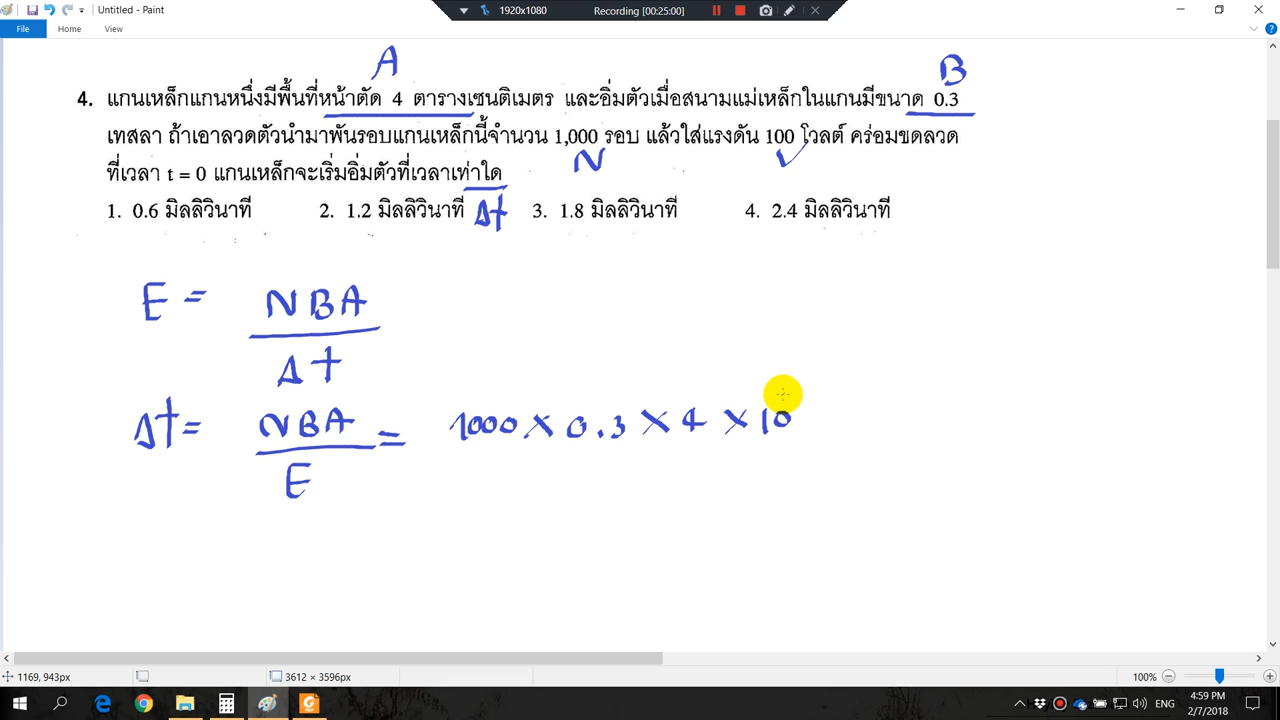 Untitled - Paint
1920x1080
Recording [00:25:00]
File Home View
A
B
4. แกนเหล็กแกนหนึ่งมีพื้นที่หน้าตัด 4 ตารางเซนติเมตร และอิ่มตัวเมื่อสนามแม่เหล็กในแกนมีขนาด 0.3
เทสลา ถ้าเอาลวดตัวนำมาพันรอบแกนเหล็กนี้จำนวน 1,000 รอบ แล้วใส่แรงดัน 100 โวลต์ คร่อมขดลวด
N V
ที่เวลา t = 0 แกนเหล็กจะเริ่มอิ่มตัวที่เวลาเท่าใด
1. 0.6 มิลลิวินาที 2. 1.2 มิลลิวินาที Δt 3. 1.8 มิลลิวินาที 4. 2.4 มิลลิวินาที
E = NBA
Δt
Δt = NBA = 1000 × 0.3 × 4 × 10
E
1169, 943px
3612 × 3596px
100%
ENG
4:59 PM
2/7/2018